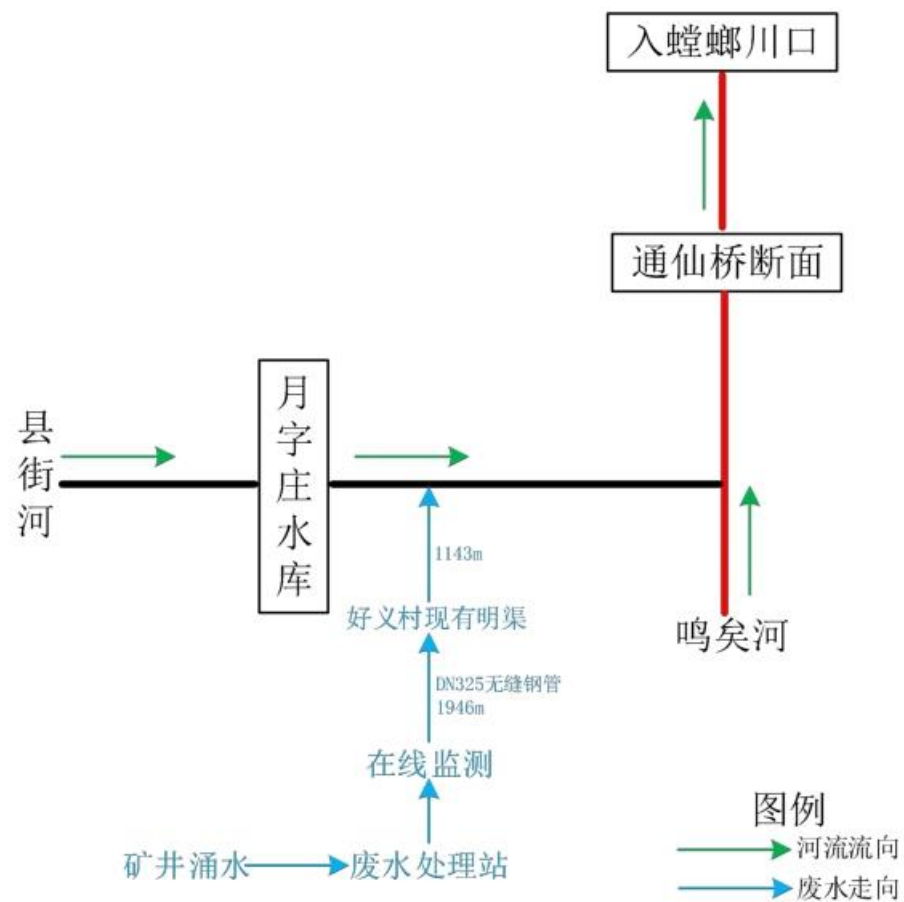 入螳螂川口
通仙桥断面
月字庄水库
县街河
1143m
好义村现有明渠
鸣矣河
DN325无缝钢管
1946m
在线监测
图例
河流流向
矿井涌水
废水处理站
废水走向